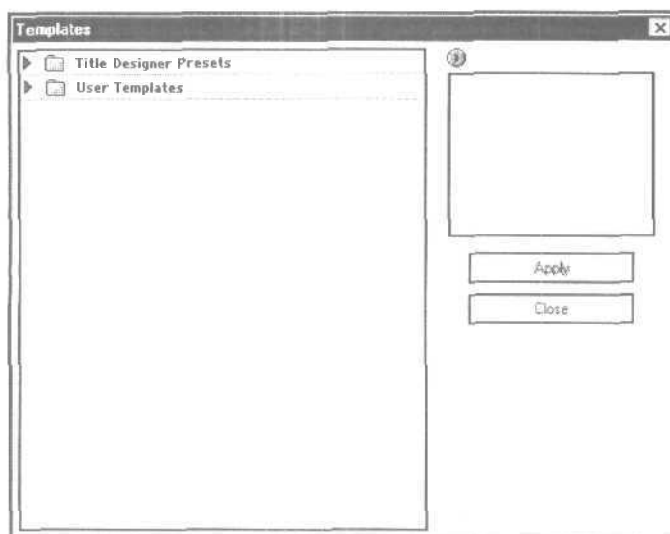 Templates
Title Designer Presets
User Templates
Apply
Close